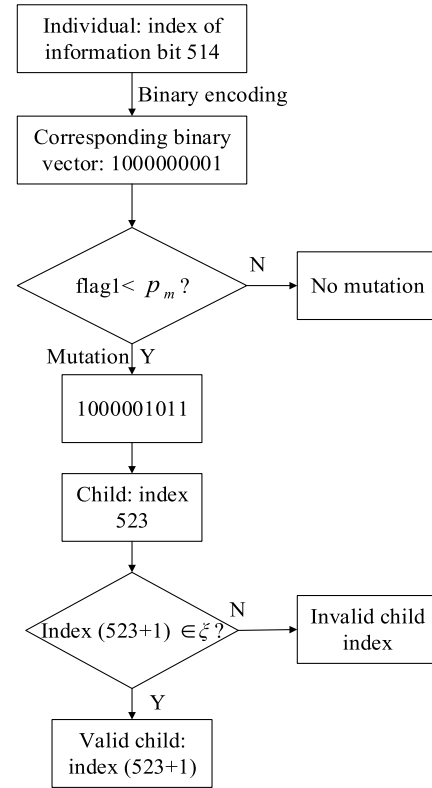 Individual: index of
information bit 514
Binary encoding
Corresponding binary
vector: 1000000001
flag1< p_m ?
N
No mutation
Mutation Y
1000001011
Child: index
523
Index (523+1) ∈ξ?
N
Invalid child
index
Y
Valid child:
index (523+1)